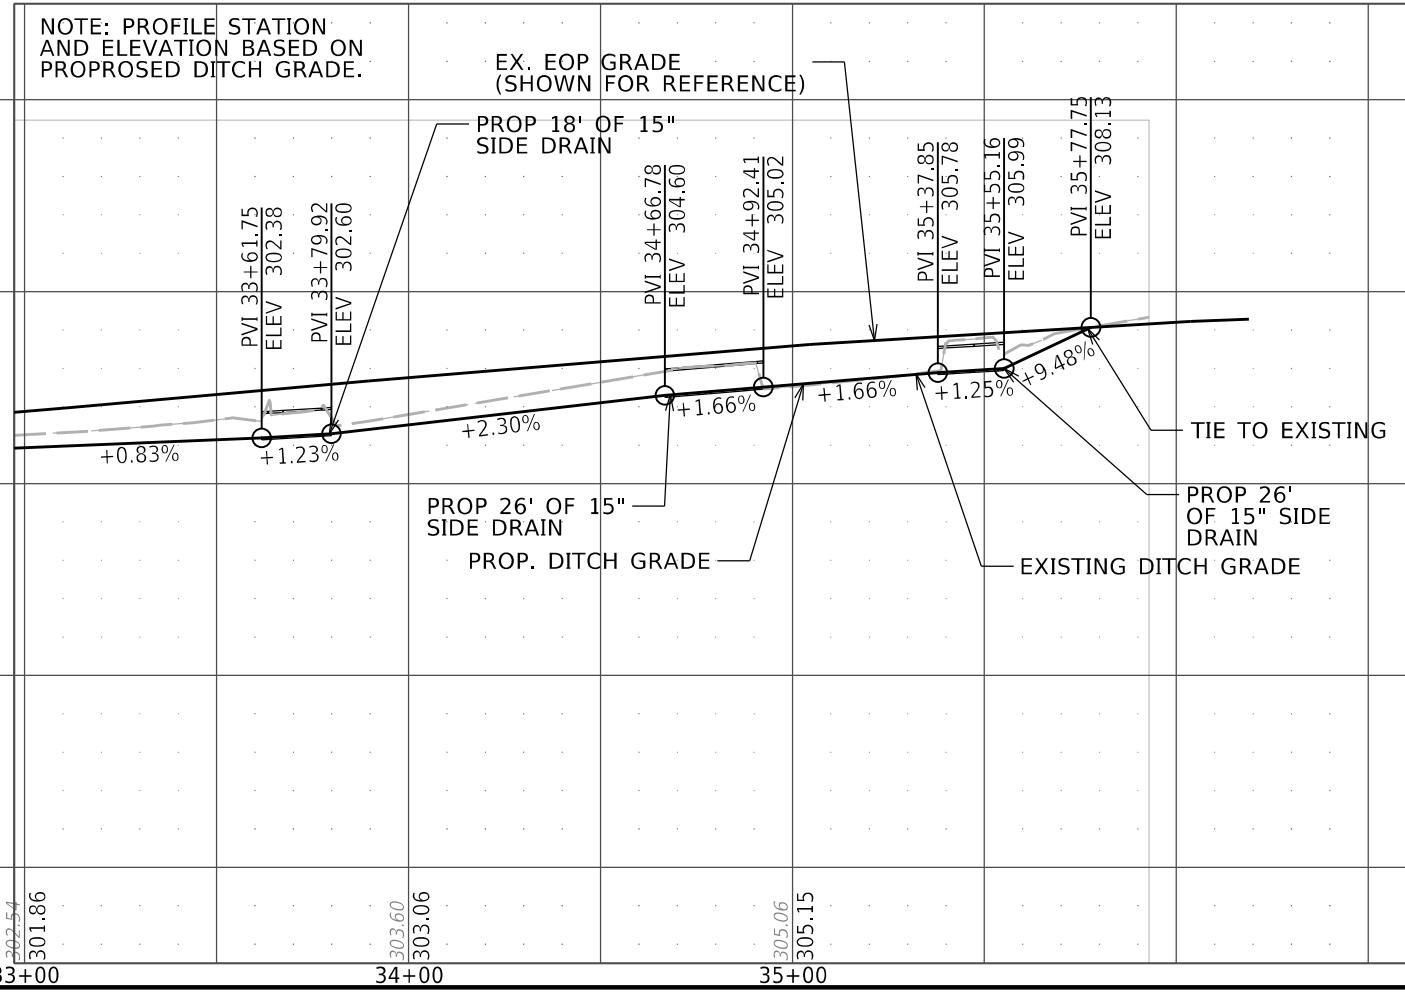 NOTE: PROFILE STATION
AND ELEVATION BASED ON
PROPROSED DITCH GRADE.
EX. EOP GRADE
(SHOWN FOR REFERENCE)
PROP 18' OF 15"
SIDE DRAIN
PVI 33+61.75
ELEV 302.38
PVI 33+79.92
ELEV 302.60
PVI 34+66.78
ELEV 304.60
PVI 34+92.41
ELEV 305.02
PVI 35+37.85
ELEV 305.78
PVI 35+55.16
ELEV 305.99
PVI 35+77.75
ELEV 308.13
+0.83%
+1.23%
+2.30%
+1.66%
+1.66%
+1.25%
+9.48%
TIE TO EXISTING
PROP 26' OF 15"
SIDE DRAIN
PROP. DITCH GRADE
PROP 26'
OF 15" SIDE
DRAIN
EXISTING DITCH GRADE
302.54
301.86
303.60
303.06
305.06
305.15
33+00
34+00
35+00